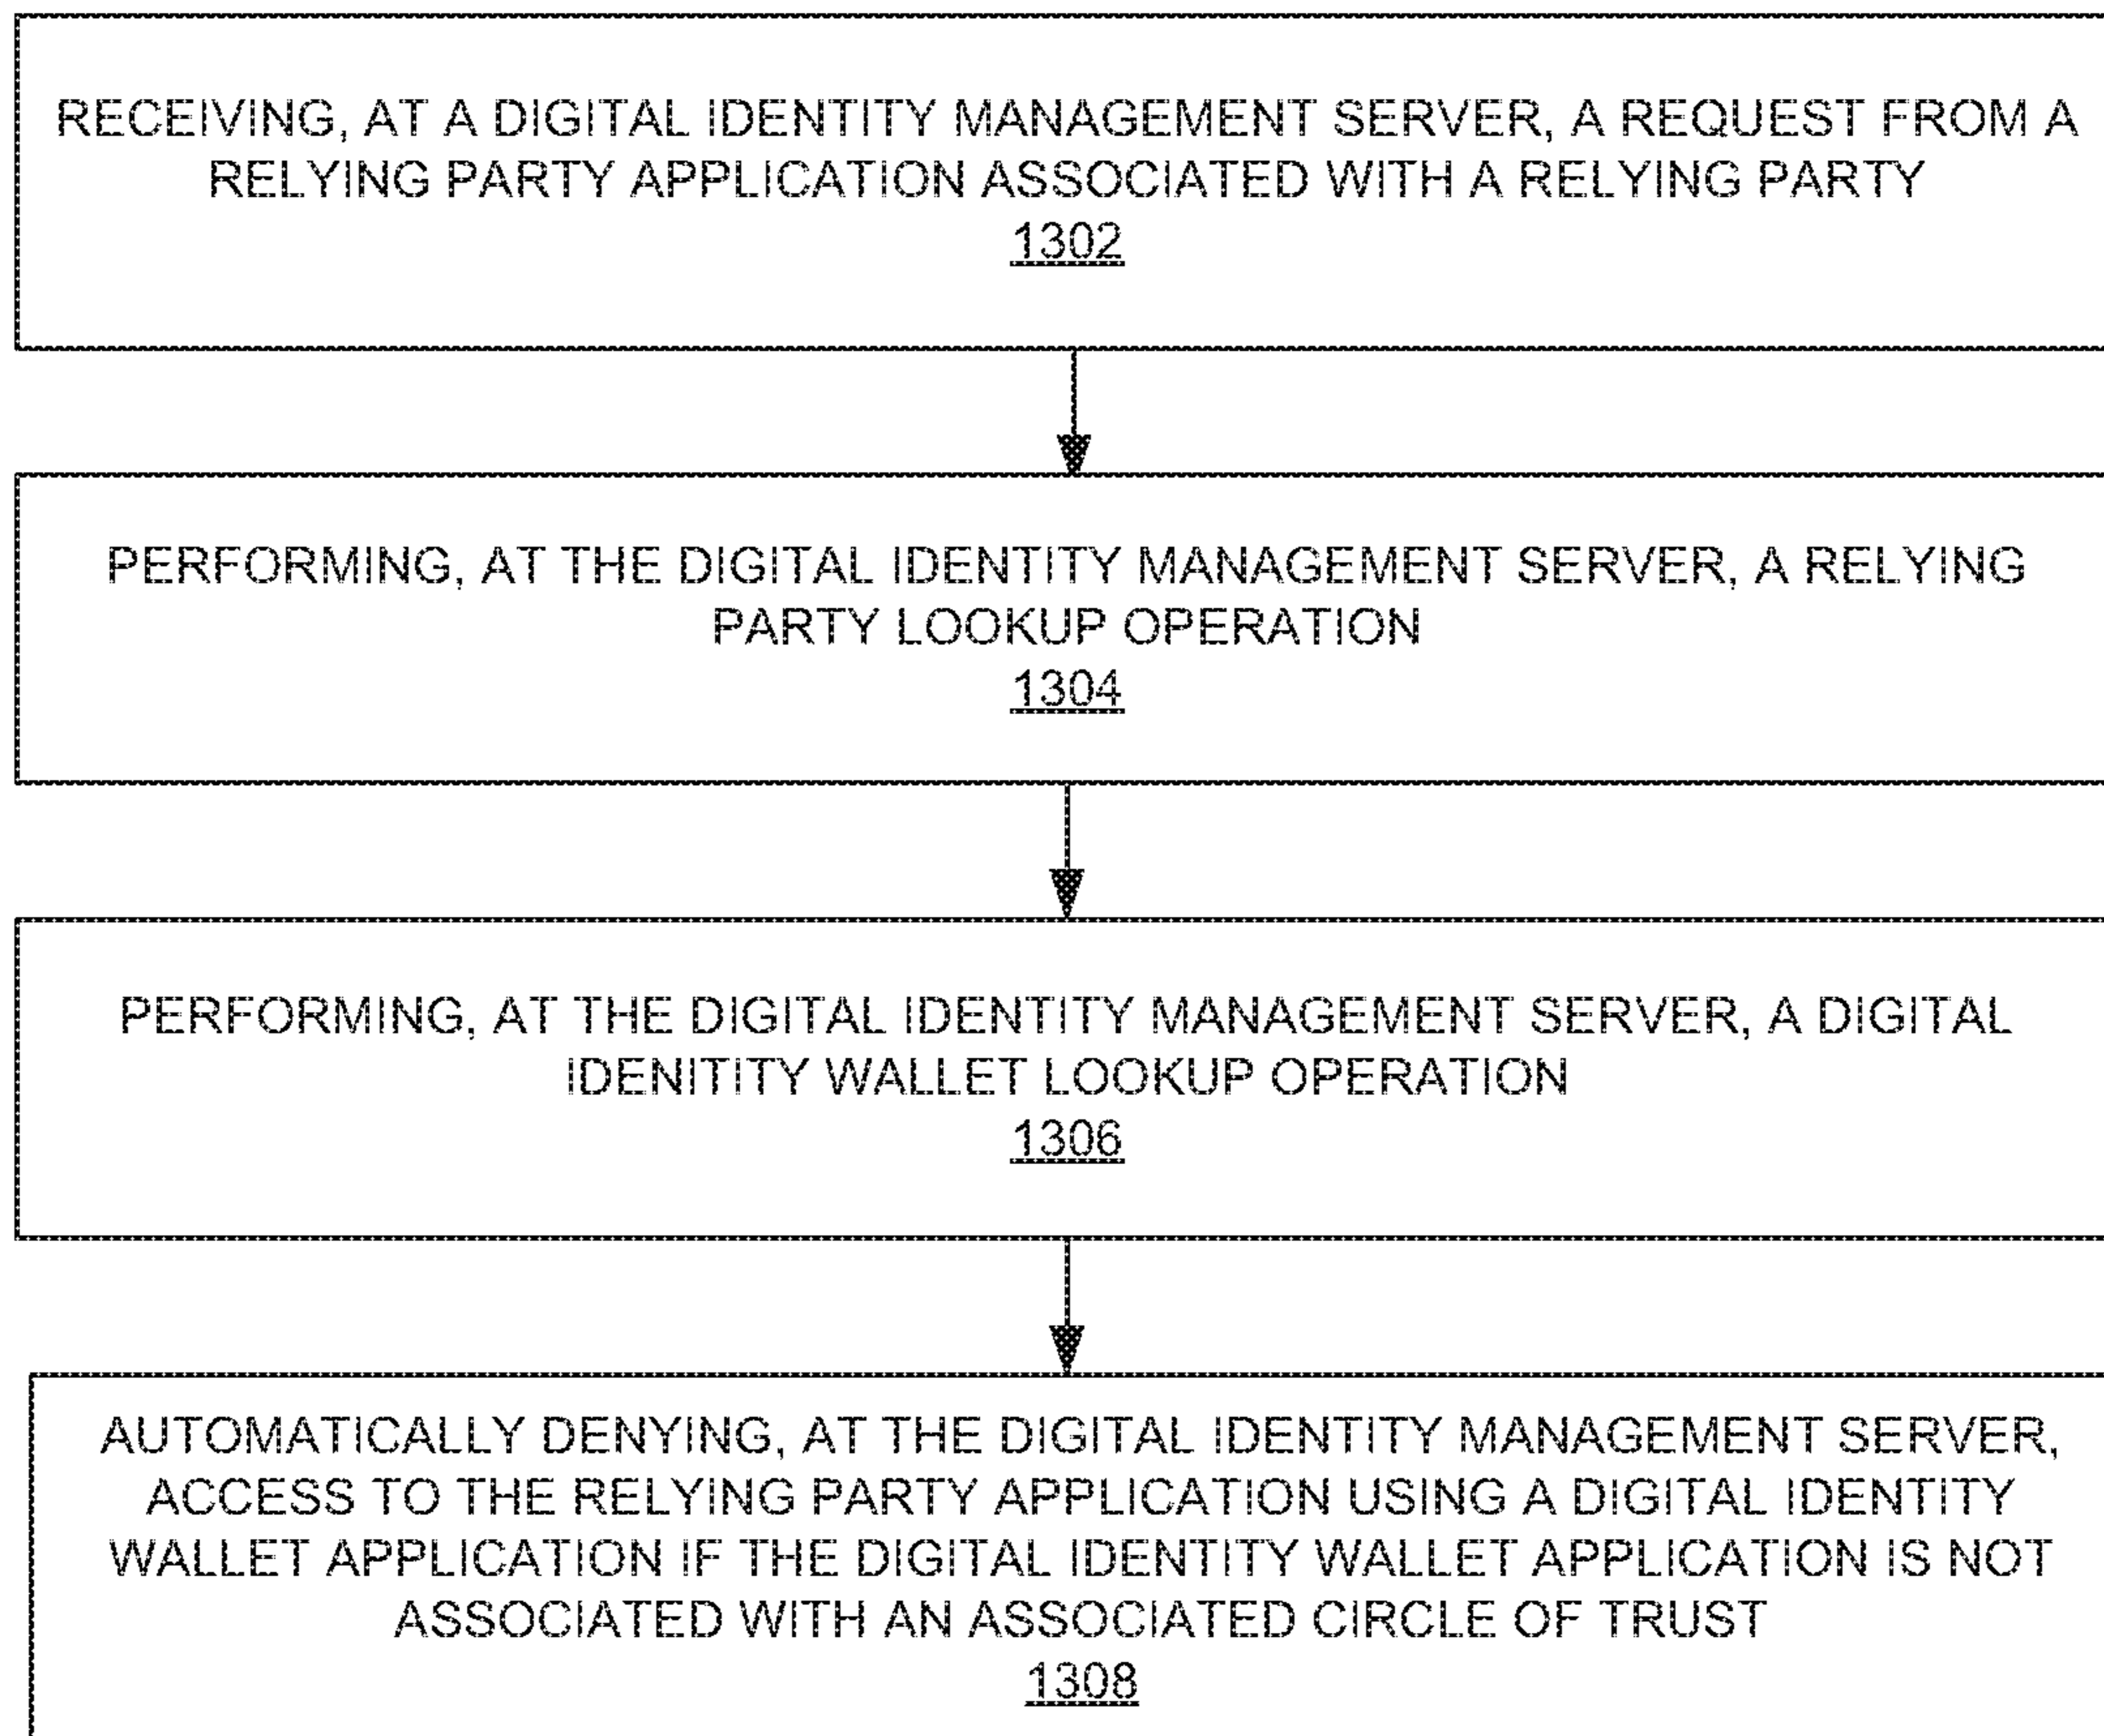 RECEIVING, AT A DIGITAL IDENTITY MANAGEMENT SERVER, A REQUEST FROM A
RELYING PARTY APPLICATION ASSOCIATED WITH A RELYING PARTY
1302
PERFORMING, AT THE DIGITAL IDENTITY MANAGEMENT SERVER, A RELYING
PARTY LOOKUP OPERATION
1304
PERFORMING, AT THE DIGITAL IDENTITY MANAGEMENT SERVER, A DIGITAL
IDENITITY WALLET LOOKUP OPERATION
1306
AUTOMATICALLY DENYING, AT THE DIGITAL IDENTITY MANAGEMENT SERVER,
ACCESS TO THE RELYING PARTY APPLICATION USING A DIGITAL IDENTITY
WALLET APPLICATION IF THE DIGITAL IDENTITY WALLET APPLICATION IS NOT
ASSOCIATED WITH AN ASSOCIATED CIRCLE OF TRUST
1308